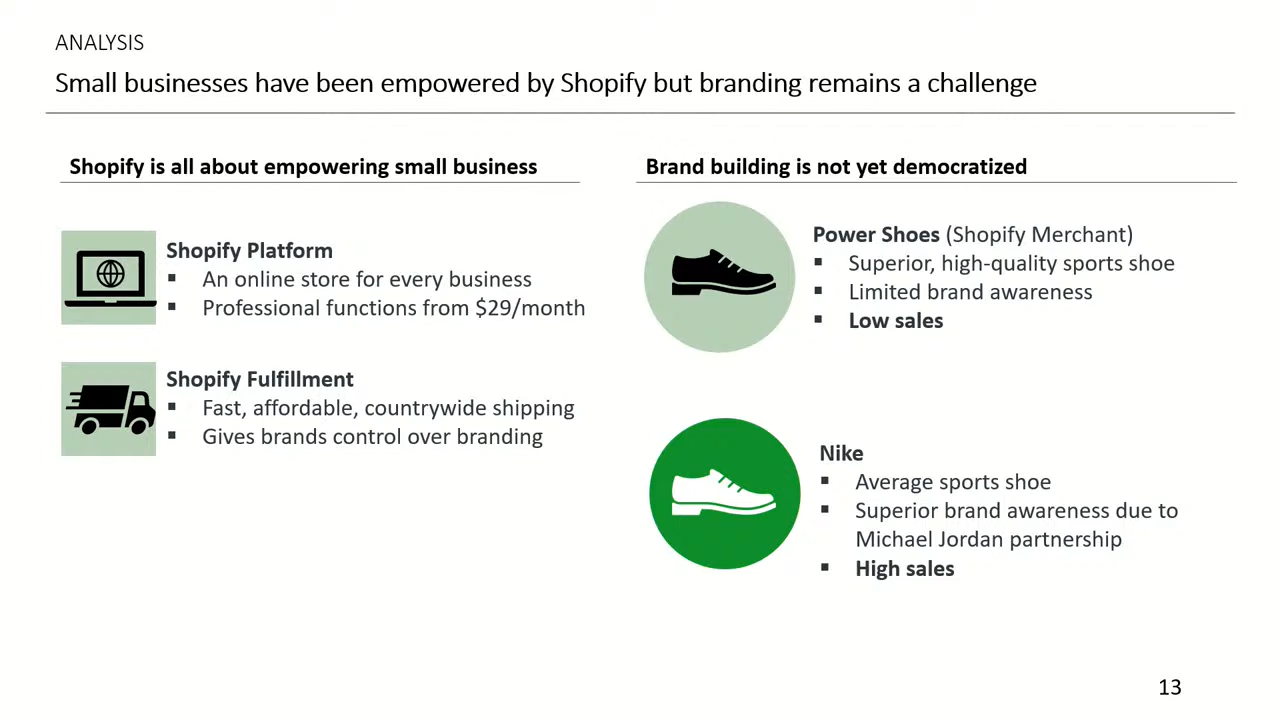 ANALYSIS
Small businesses have been empowered by Shopify but branding remains a challenge
Shopify is all about empowering small business
Shopify Platform
▪ An online store for every business
▪ Professional functions from $29/month
Shopify Fulfillment
▪ Fast, affordable, countrywide shipping
▪ Gives brands control over branding
Brand building is not yet democratized
Power Shoes (Shopify Merchant)
▪ Superior, high-quality sports shoe
▪ Limited brand awareness
▪ Low sales
Nike
▪ Average sports shoe
▪ Superior brand awareness due to
Michael Jordan partnership
▪ High sales
13